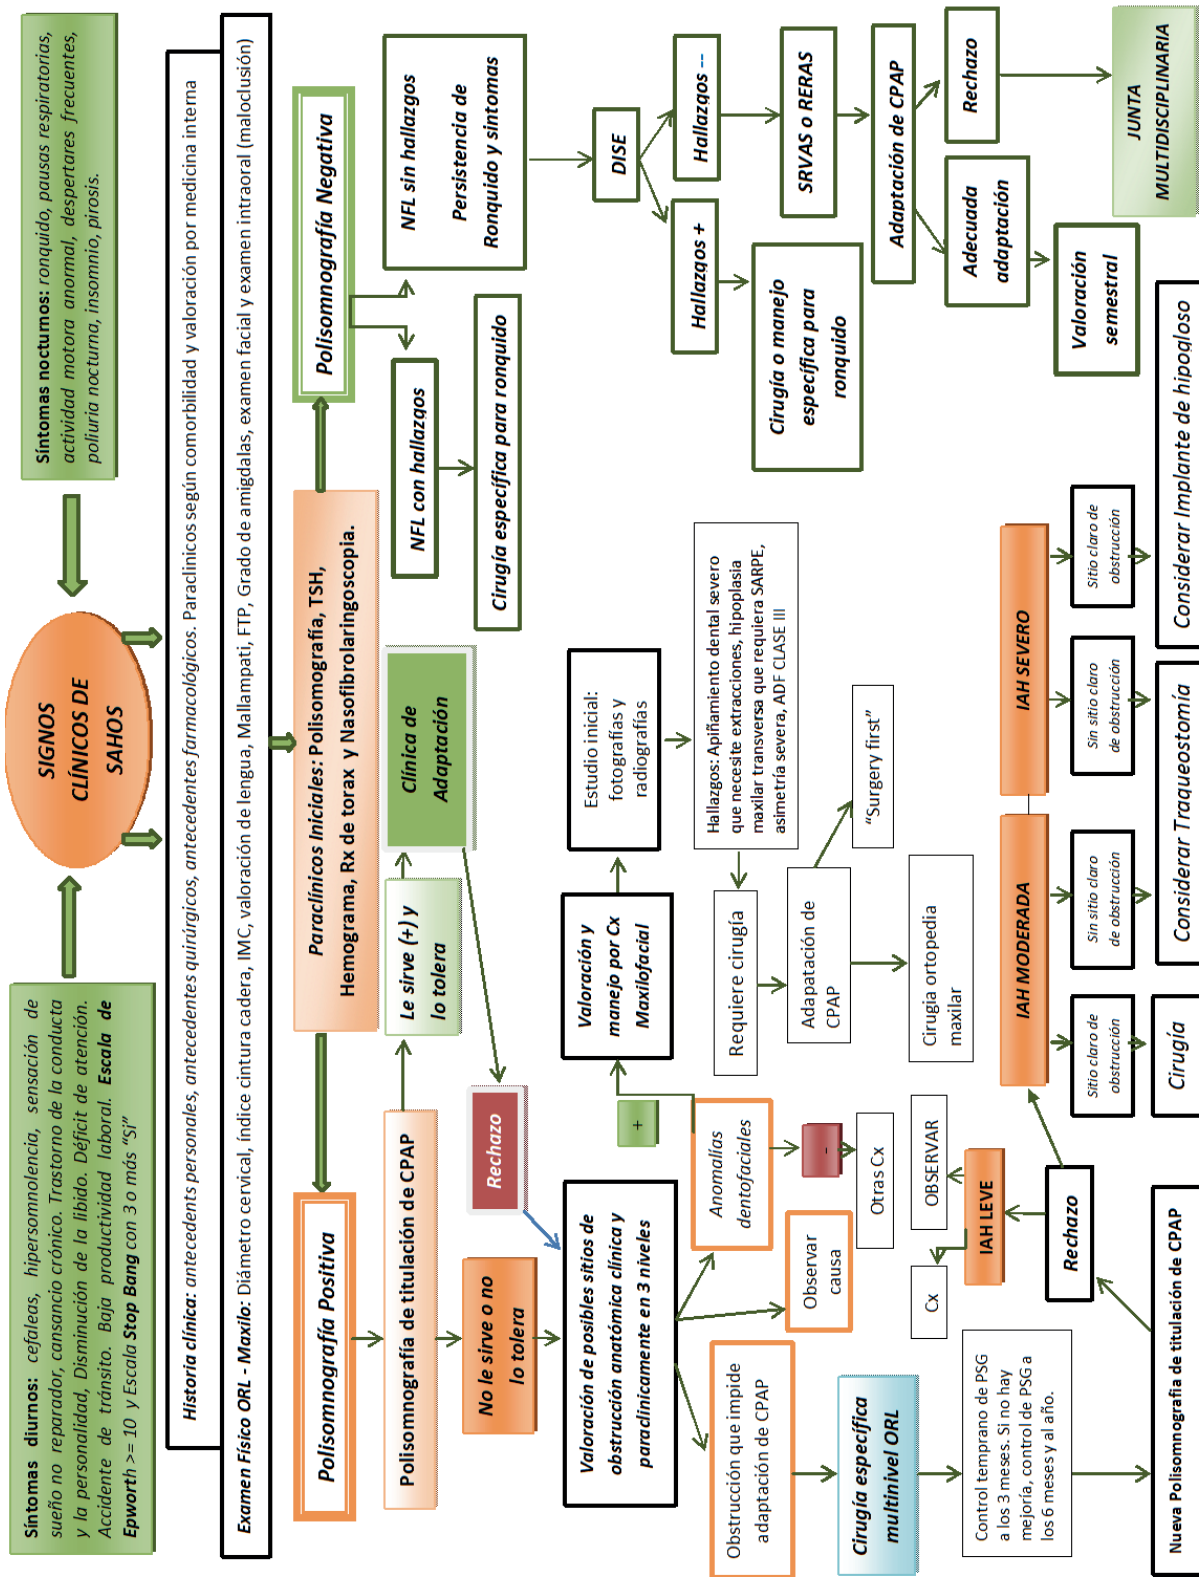 SIGNOS
CLÍNICOS DE
SAHOS
Síntomas diurnos: cefaleas, hipersomnolencia, sensación de
sueño no reparador, cansancio crónico. Trastorno de la conducta
y la personalidad, Disminución de la libido. Déficit de atención.
Accidente de tránsito. Baja productividad laboral. Escala de
Epworth >= 10 y Escala Stop Bang con 3 o más “Si”
Síntomas nocturnos: ronquido, pausas respiratorias,
actividad motora anormal, despertares frecuentes,
poliuria nocturna, insomnio, pirosis.
Historia clínica: antecedents personales, antecedentes quirúrgicos, antecedentes farmacológicos. Paraclínicos según comorbilidad y valoración por medicina interna
Examen Físico ORL - Maxilo: Diámetro cervical, índice cintura cadera, IMC, valoración de lengua, Mallampati, FTP, Grado de amigdalas, examen facial y examen intraoral (maloclusión)
Paraclínicos Iniciales: Polisomografía, TSH,
Hemograma, Rx de torax y Nasofibrolaringoscopia.
Polisomnografía Positiva
Polisomnografía Negativa
Polisomnografía de titulación de CPAP
Le sirve (+) y
lo tolera
Clínica de
Adaptación
NFL con hallazgos
NFL sin hallazgos
Persistencia de
Ronquido y sintomas
No le sirve o no
lo tolera
Rechazo
Cirugía específica para ronquido
DISE
Valoración de posibles sitios de
obstrucción anatómica clínica y
paraclínicamente en 3 niveles
+
Valoración y
manejo por Cx
Maxilofacial
Estudio inicial:
fotografías y
radiografías
Hallazgos +
Hallazgos --
Obstrucción que impide
adaptación de CPAP
Observar
causa
Anomalías
dentofaciales
-
Hallazgos: Apiñamiento dental severo
que necesite extracciones, hipoplasia
maxilar transversa que requiera SARPE,
asimetría severa, ADF CLASE III
Cirugía o manejo
específica para
ronquido
SRVAS o RERAS
Requiere cirugía
Cirugía específica
multinivel ORL
Otras Cx
Adapatación de
CPAP
“Surgery first”
Adaptación de CPAP
Cx
OBSERVAR
Cirugia ortopedia
maxilar
Adecuada
adaptación
Rechazo
Control temprano de PSG
a los 3 meses. Si no hay
mejoría, control de PSG a
los 6 meses y al año.
IAH LEVE
Rechazo
IAH MODERADA
IAH SEVERO
Valoración
semestral
Sitio claro de
obstrucción
Sin sitio claro
de obstrucción
Sin sitio claro
de obstrucción
Sitio claro de
obstrucción
JUNTA
MULTIDISCIPLINARIA
Nueva Polisomnografía de titulación de CPAP
Cirugía
Considerar Traqueostomía
Considerar Implante de hipogloso